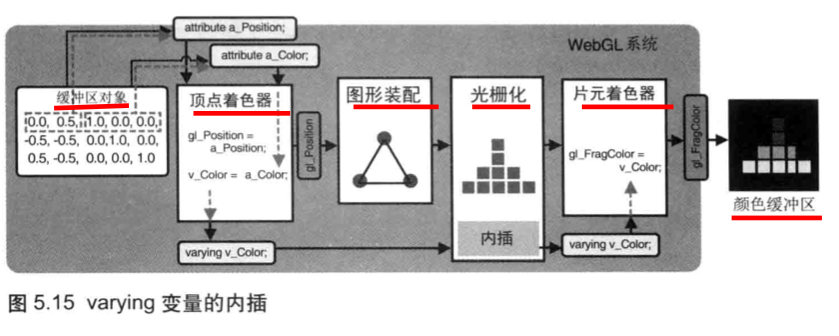 attribute a_Position;
attribute a_Color;
WebGL 系统
缓冲区对象
0.0, 0.5, 1.0, 0.0, 0.0,
-0.5, -0.5, 0.0,1.0, 0.0,
0.5, -0.5, 0.0, 0.0, 1.0
顶点着色器
gl_Position =
a_Position;
v_Color = a_Color;
gl_Position
图形装配
光栅化
内插
片元着色器
gl_FragColor =
v_Color;
gl_FragColor
颜色缓冲区
varying v_Color;
varying v_Color;
图 5.15 varying 变量的内插